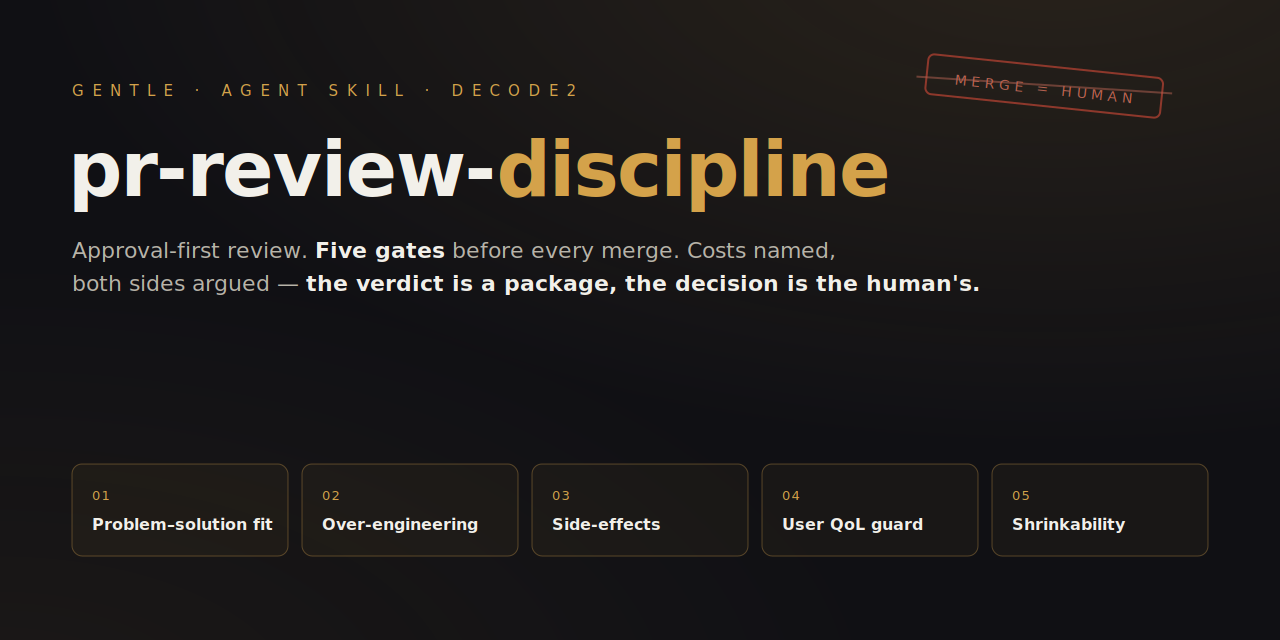 GENTLE · AGENT SKILL · DECODE2
MERGE = HUMAN
pr-review-discipline
Approval-first review. Five gates before every merge. Costs named,
both sides argued — the verdict is a package, the decision is the human's.
01
Problem–solution fit
02
Over-engineering
03
Side-effects
04
User QoL guard
05
Shrinkability